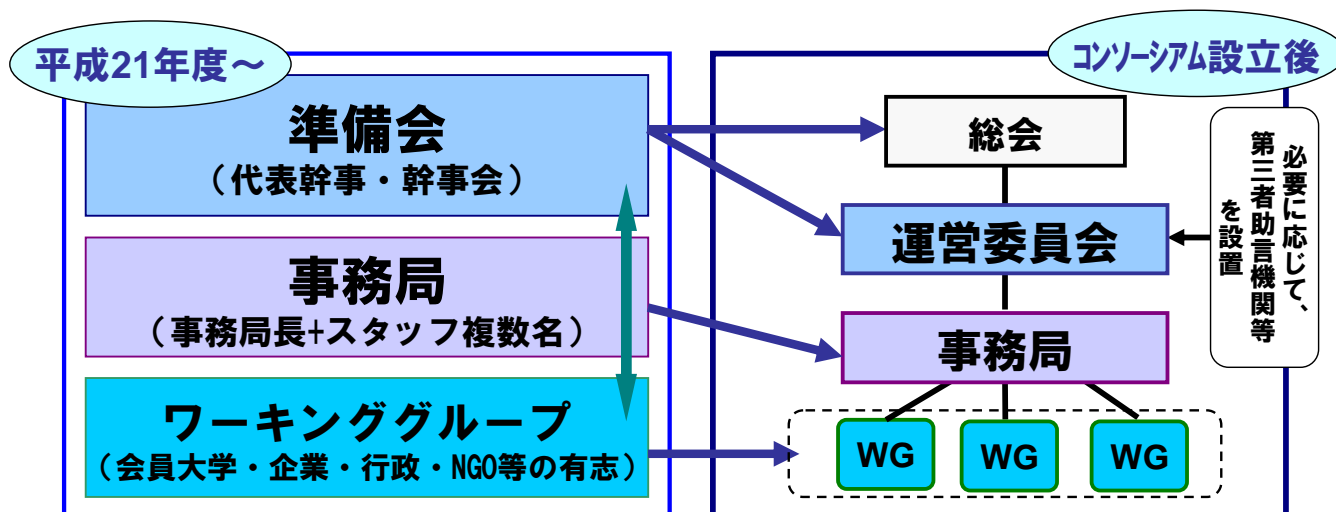 平成21年度～
準備会
（代表幹事・幹事会）
事務局
（事務局長+スタッフ複数名）
ワーキンググループ
（会員大学・企業・行政・NGO等の有志）
コンソーシアム設立後
総会
運営委員会
事務局
WG
WG
WG
必要に応じて、
第三者助言機関等
を設置